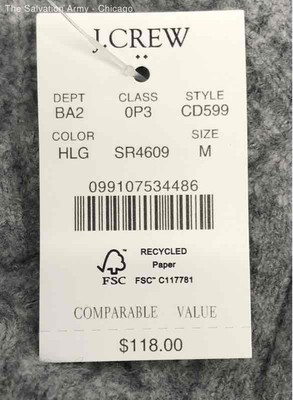 The Salvation Army - Chicago
J.CREW
DEPT CLASS STYLE
BA2 0P3 CD599
COLOR SIZE
HLG SR4609 M
099107534486
RECYCLED
Paper
FSC™ C117781
FSC
COMPARABLE VALUE
$118.00